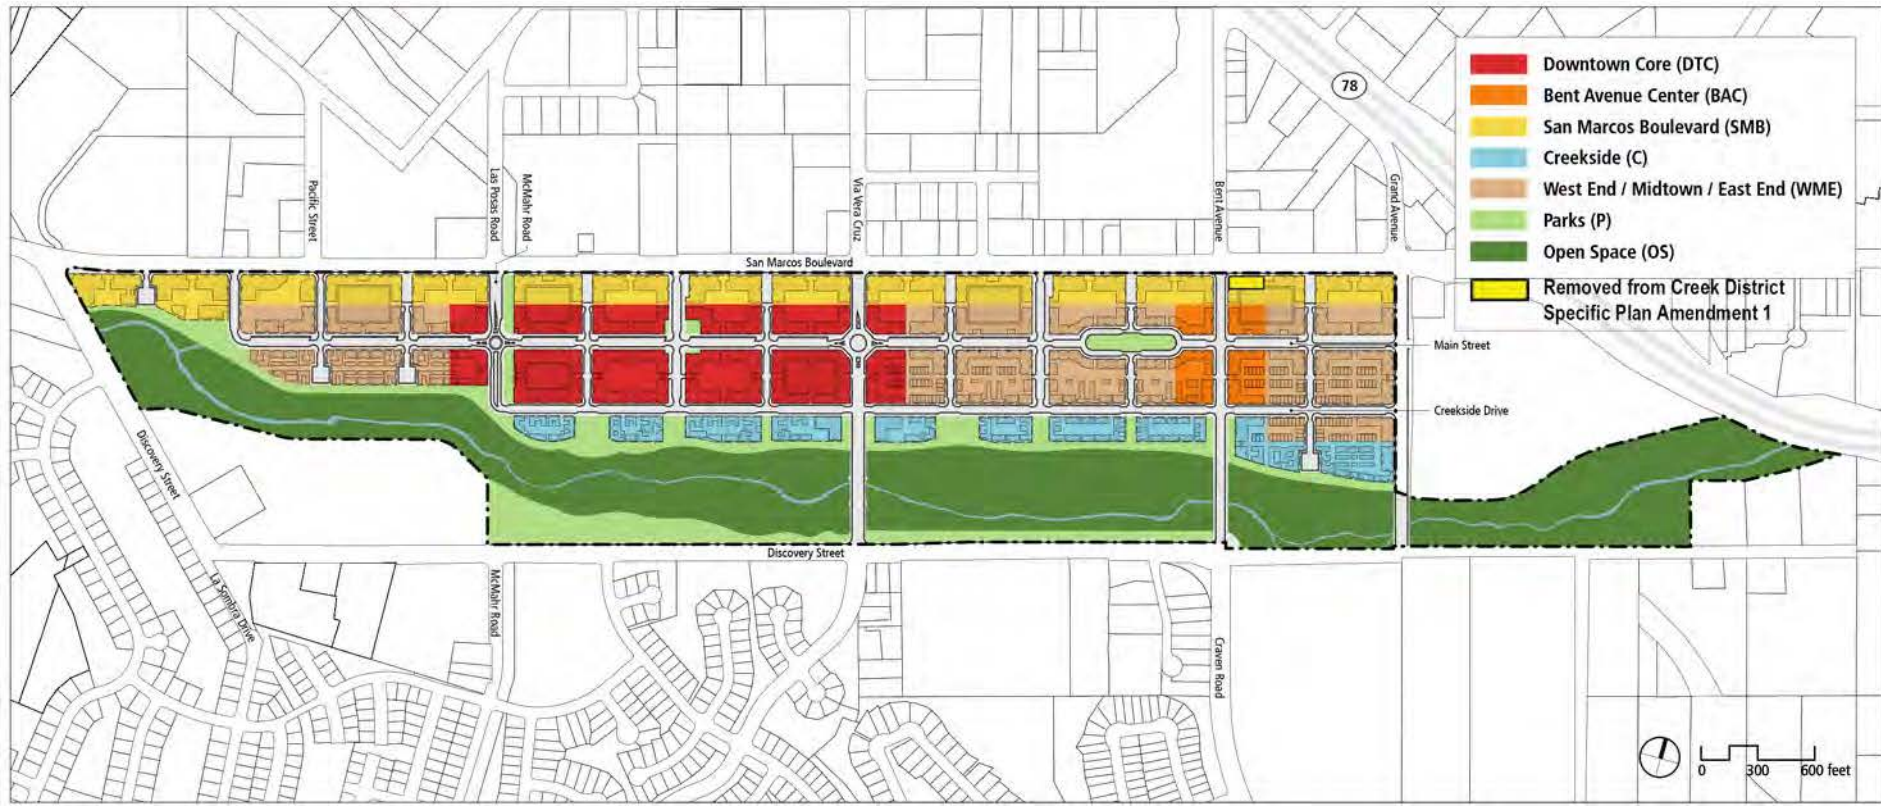 78
Downtown Core (DTC)
Bent Avenue Center (BAC)
San Marcos Boulevard (SMB)
Creekside (C)
West End / Midtown / East End (WME)
Parks (P)
Open Space (OS)
Removed from Creek District
Specific Plan Amendment 1
Pacific Street
Las Posas Road
McMahr Road
Via Vera Cruz
Bent Avenue
Grand Avenue
San Marcos Boulevard
Main Street
Creekside Drive
Discovery Street
Discovery Street
La Sombra Drive
McMahr Road
Craven Road
0 300 600 feet